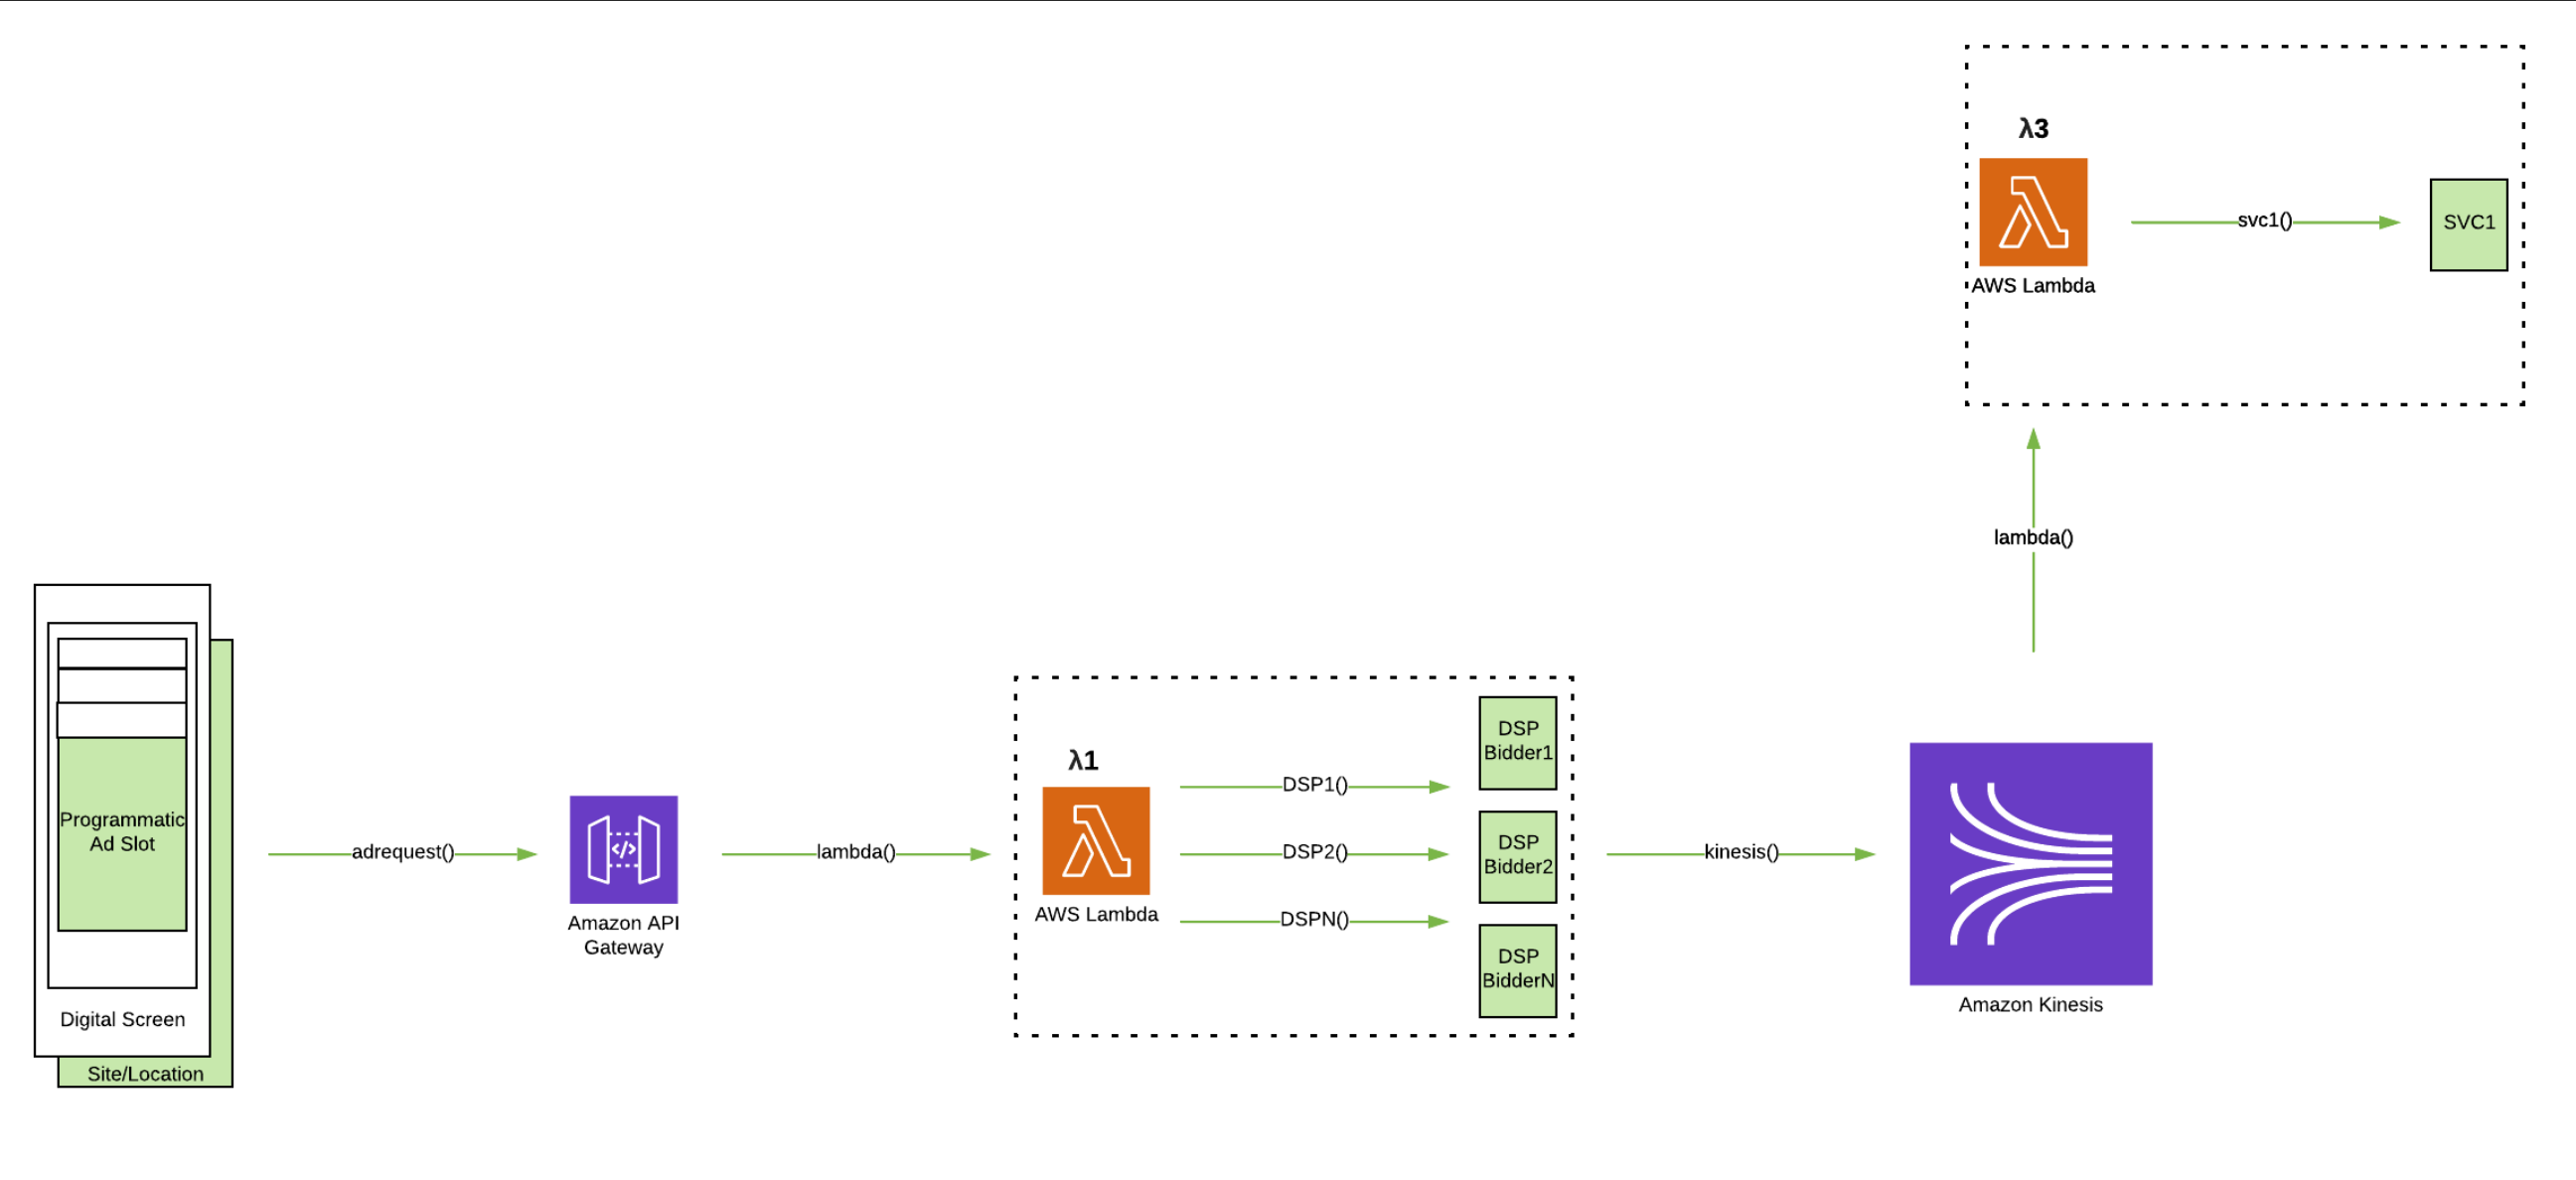 λ3
AWS Lambda
svc1()
SVC1
lambda()
Programmatic
Ad Slot
Digital Screen
Site/Location
adrequest()
</>
Amazon API
Gateway
lambda()
λ1
AWS Lambda
DSP1()
DSP2()
DSPN()
DSP
Bidder1
DSP
Bidder2
DSP
BidderN
kinesis()
Amazon Kinesis